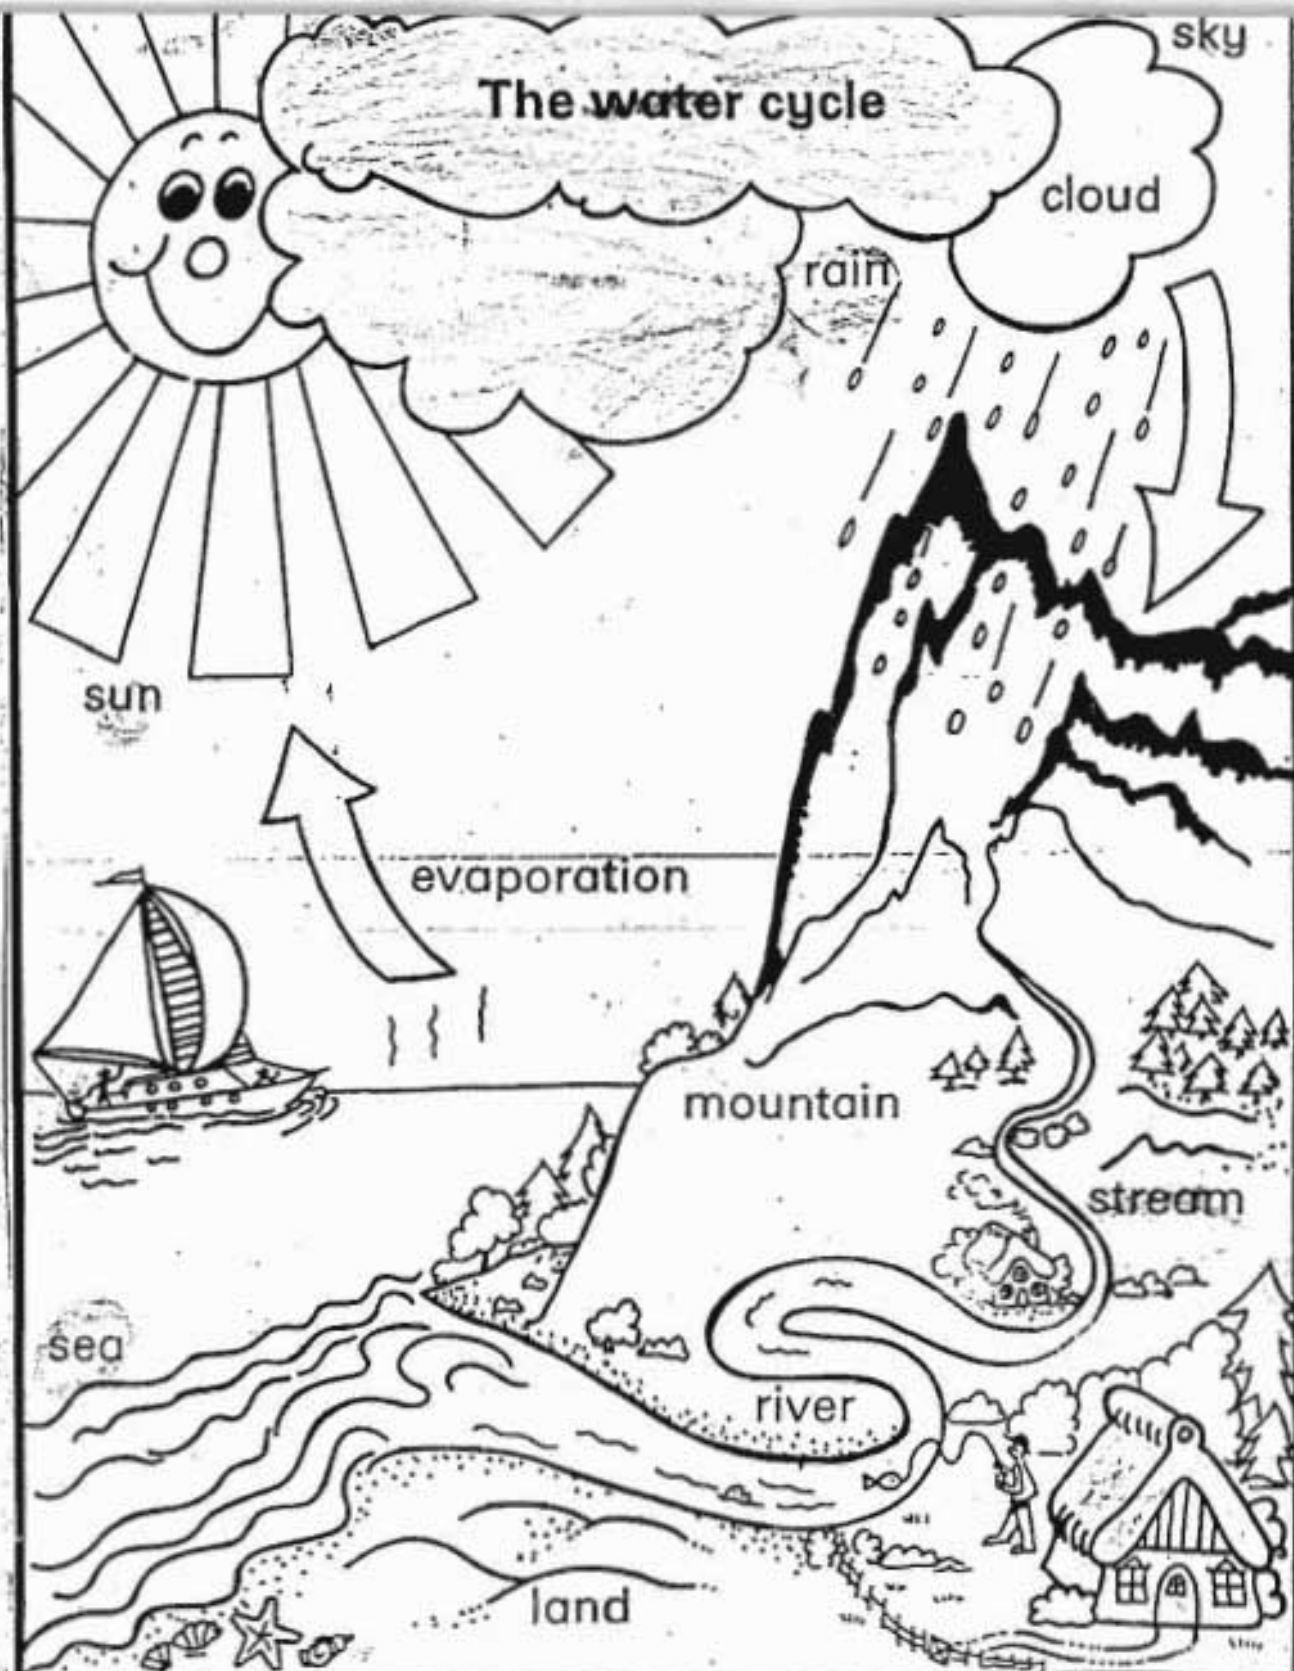 sky
The water cycle
cloud
rain
sun
evaporation
mountain
stream
sea
river
land